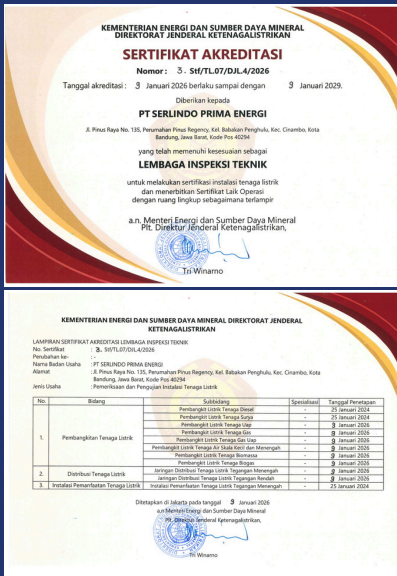 KEMENTERIAN ENERGI DAN SUMBER DAYA MINERAL
DIREKTORAT JENDERAL KETENAGALISTRIKAN
SERTIFIKAT AKREDITASI
Nomor : 3. Stf/TL.07/DJL.4/2026
Tanggal akreditasi : 9 Januari 2026 berlaku sampai dengan 9 Januari 2029.
Diberikan kepada
PT SERLINDO PRIMA ENERGI
Jl. Pinus Raya No. 135, Perumahan Pinus Regency, Kel. Babakan Penghulu, Kec. Cinambo, Kota
Bandung, Jawa Barat, Kode Pos 40294
yang telah memenuhi kesesuaian sebagai
LEMBAGA INSPEKSI TEKNIK
untuk melakukan sertifikasi instalasi tenaga listrik
dan menerbitkan Sertifikat Laik Operasi
dengan ruang lingkup sebagaimana terlampir
a.n. Menteri Energi dan Sumber Daya Mineral
Plt. Direktur Jenderal Ketenagalistrikan,
Tri Winarno
KEMENTERIAN ENERGI DAN SUMBER DAYA MINERAL DIREKTORAT JENDERAL
KETENAGALISTRIKAN
LAMPIRAN SERTIFIKAT AKREDITASI LEMBAGA INSPEKSI TEKNIK
No. Sertifikat : 3. Stf/TL.07/DJL.4/2026
Perubahan ke- : -
Nama Badan Usaha : PT SERLINDO PRIMA ENERGI
Alamat : Jl. Pinus Raya No. 135, Perumahan Pinus Regency, Kel. Babakan Penghulu, Kec. Cinambo, Kota
Bandung, Jawa Barat, Kode Pos 40294
Jenis Usaha : Pemeriksaan dan Pengujian Instalasi Tenaga Listrik
No. Bidang Subbidang Spesialisasi Tanggal Penetapan
1. Pembangkitan Tenaga Listrik Pembangkit Listrik Tenaga Diesel - 25 Januari 2024
Pembangkit Listrik Tenaga Surya - 25 Januari 2024
Pembangkit Listrik Tenaga Uap - 9 Januari 2026
Pembangkit Listrik Tenaga Gas - 9 Januari 2026
Pembangkit Listrik Tenaga Gas Uap - 9 Januari 2026
Pembangkit Listrik Tenaga Air Skala Kecil dan Menengah - 9 Januari 2026
Pembangkit Listrik Tenaga Biomassa - 9 Januari 2026
Pembangkit Listrik Tenaga Biogas - 9 Januari 2026
2. Distribusi Tenaga Listrik Jaringan Distribusi Tenaga Listrik Tegangan Menengah - 9 Januari 2026
Jaringan Distribusi Tenaga Listrik Tegangan Rendah - 9 Januari 2026
3. Instalasi Pemanfaatan Tenaga Listrik Instalasi Pemanfaatan Tenaga Listrik Tegangan Menengah - 25 Januari 2024
Ditetapkan di Jakarta pada tanggal 9 Januari 2026
a.n Menteri Energi dan Sumber Daya Mineral
Plt. Direktur Jenderal Ketenagalistrikan,
Tri Winarno